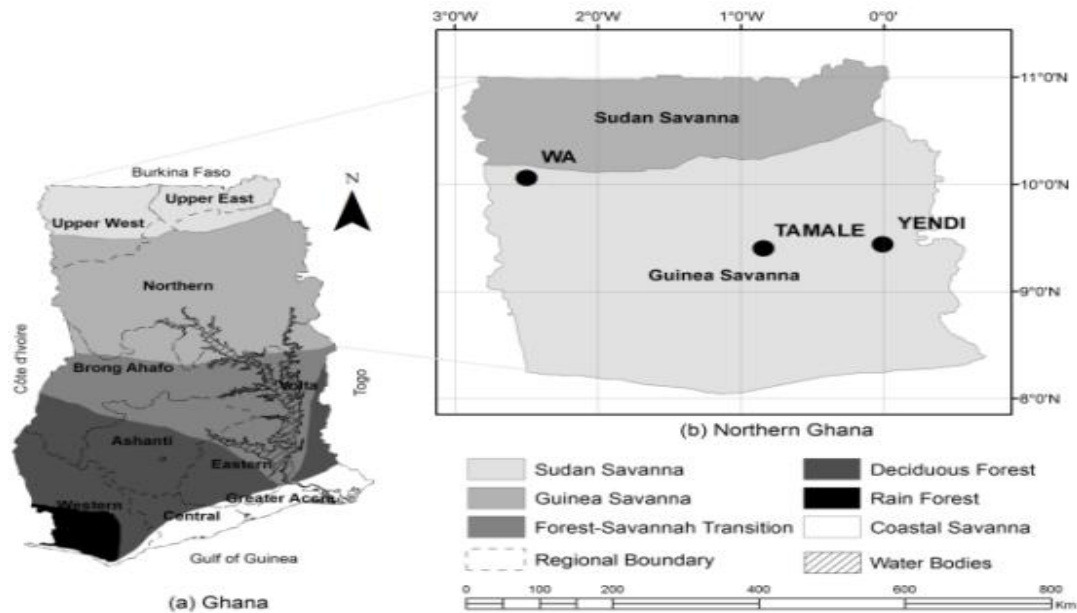 3°0'W 2°0'W 1°0'W 0°0'
11°0'N
Sudan Savanna
WA
10°0'N
TAMALE
YENDI
Guinea Savanna
9°0'N
8°0'N
(b) Northern Ghana
Burkina Faso
N
Upper East
Upper West
Northern
Côte d'Ivoire
Brong Ahafo
Volta
Togo
Ashanti
Eastern
Greater Accra
Western
Central
Gulf of Guinea
(a) Ghana
Sudan Savanna
Guinea Savanna
Forest-Savannah Transition
Regional Boundary
Deciduous Forest
Rain Forest
Coastal Savanna
Water Bodies
0 100 200 400 600 800
Km